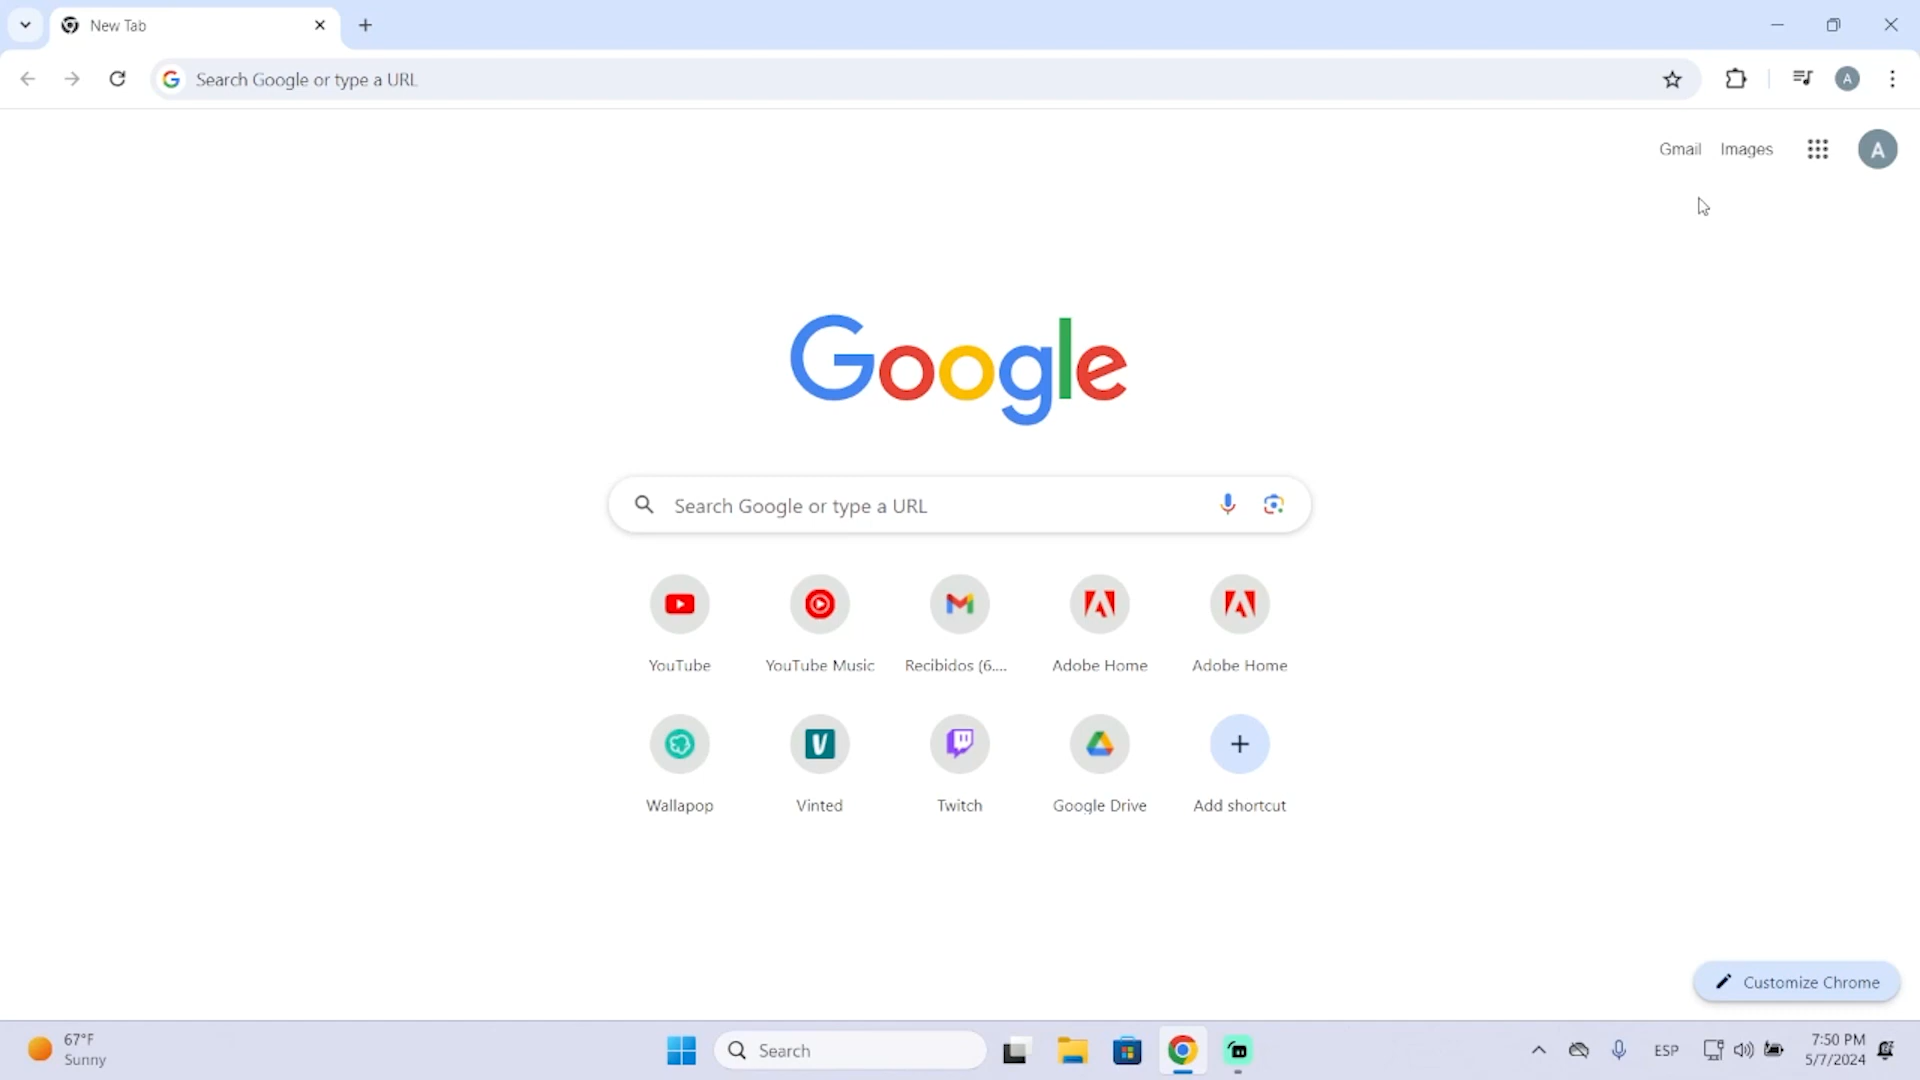 New Tab
Search Google or type a URL
A
Gmail Images
A
Google
Search Google or type a URL
YouTube
YouTube Music
Recibidos (6....
Adobe Home
Adobe Home
Wallapop
Vinted
Twitch
Google Drive
Add shortcut
Customize Chrome
67°F
Sunny
Search
ESP
7:50 PM
5/7/2024